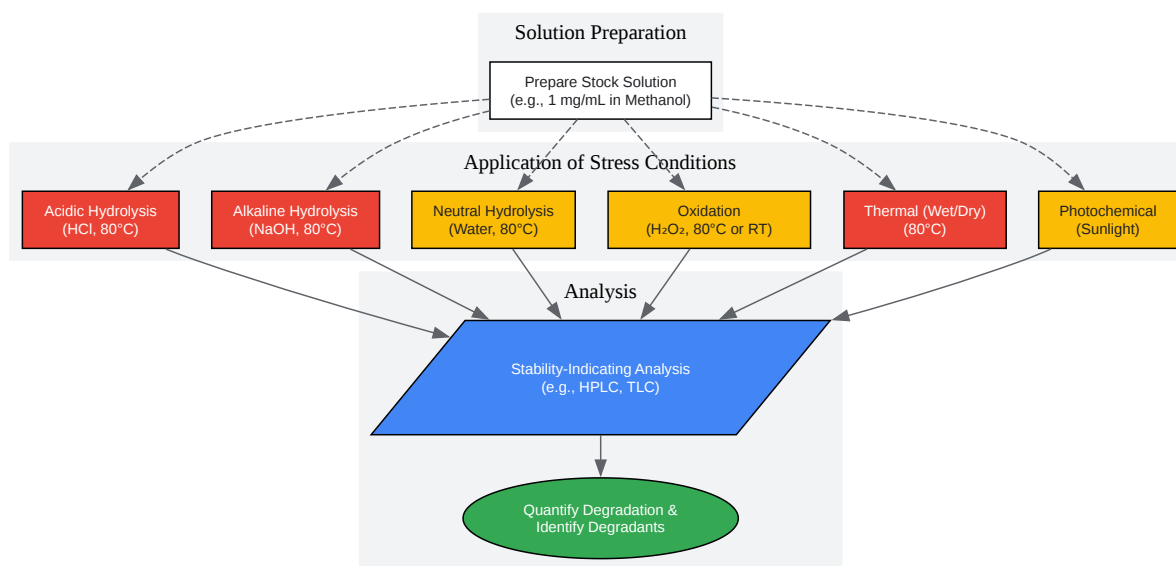 Solution Preparation
Prepare Stock Solution
(e.g., 1 mg/mL in Methanol)
Application of Stress Conditions
Acidic Hydrolysis
(HCl, 80°C)
Alkaline Hydrolysis
(NaOH, 80°C)
Neutral Hydrolysis
(Water, 80°C)
Oxidation
(H₂O₂, 80°C or RT)
Thermal (Wet/Dry)
(80°C)
Photochemical
(Sunlight)
Analysis
Stability-Indicating Analysis
(e.g., HPLC, TLC)
Quantify Degradation &
Identify Degradants